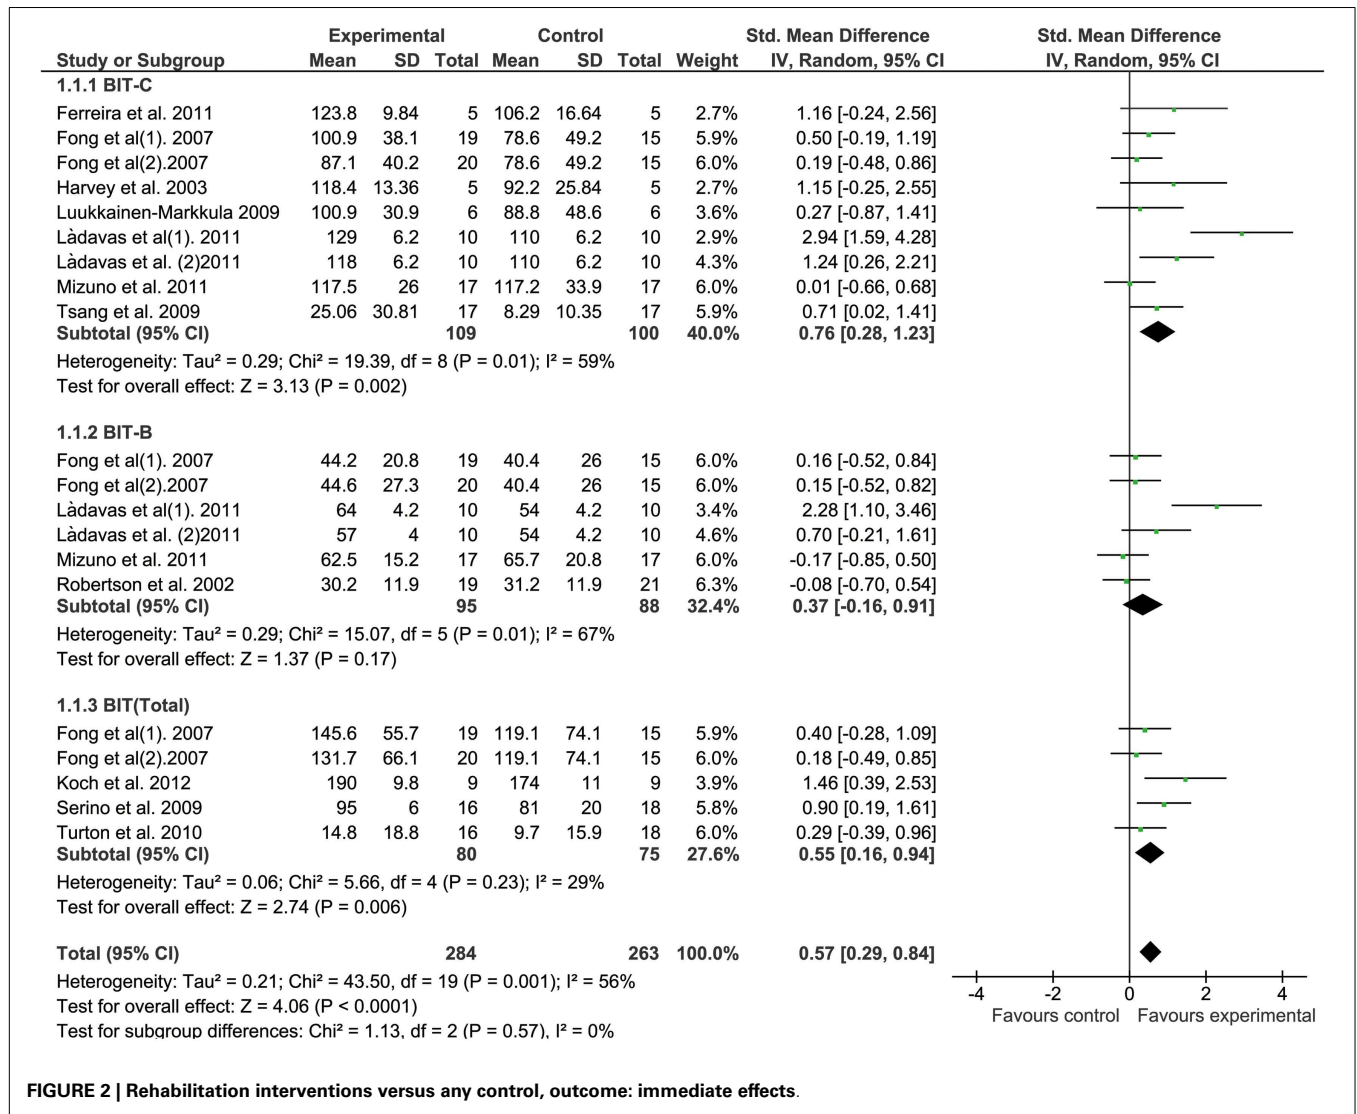 Experimental Control Std. Mean Difference Std. Mean Difference
Study or Subgroup Mean SD Total Mean SD Total Weight IV, Random, 95% CI IV, Random, 95% CI
1.1.1 BIT-C
Ferreira et al. 2011 123.8 9.84 5 106.2 16.64 5 2.7% 1.16 [-0.24, 2.56]
Fong et al(1). 2007 100.9 38.1 19 78.6 49.2 15 5.9% 0.50 [-0.19, 1.19]
Fong et al(2).2007 87.1 40.2 20 78.6 49.2 15 6.0% 0.19 [-0.48, 0.86]
Harvey et al. 2003 118.4 13.36 5 92.2 25.84 5 2.7% 1.15 [-0.25, 2.55]
Luukkainen-Markkula 2009 100.9 30.9 6 88.8 48.6 6 3.6% 0.27 [-0.87, 1.41]
Làdavas et al(1). 2011 129 6.2 10 110 6.2 10 2.9% 2.94 [1.59, 4.28]
Làdavas et al. (2)2011 118 6.2 10 110 6.2 10 4.3% 1.24 [0.26, 2.21]
Mizuno et al. 2011 117.5 26 17 117.2 33.9 17 6.0% 0.01 [-0.66, 0.68]
Tsang et al. 2009 25.06 30.81 17 8.29 10.35 17 5.9% 0.71 [0.02, 1.41]
Subtotal (95% CI) 109 100 40.0% 0.76 [0.28, 1.23]
Heterogeneity: Tau² = 0.29; Chi² = 19.39, df = 8 (P = 0.01); I² = 59%
Test for overall effect: Z = 3.13 (P = 0.002)
1.1.2 BIT-B
Fong et al(1). 2007 44.2 20.8 19 40.4 26 15 6.0% 0.16 [-0.52, 0.84]
Fong et al(2).2007 44.6 27.3 20 40.4 26 15 6.0% 0.15 [-0.52, 0.82]
Làdavas et al(1). 2011 64 4.2 10 54 4.2 10 3.4% 2.28 [1.10, 3.46]
Làdavas et al. (2)2011 57 4 10 54 4.2 10 4.6% 0.70 [-0.21, 1.61]
Mizuno et al. 2011 62.5 15.2 17 65.7 20.8 17 6.0% -0.17 [-0.85, 0.50]
Robertson et al. 2002 30.2 11.9 19 31.2 11.9 21 6.3% -0.08 [-0.70, 0.54]
Subtotal (95% CI) 95 88 32.4% 0.37 [-0.16, 0.91]
Heterogeneity: Tau² = 0.29; Chi² = 15.07, df = 5 (P = 0.01); I² = 67%
Test for overall effect: Z = 1.37 (P = 0.17)
1.1.3 BIT(Total)
Fong et al(1). 2007 145.6 55.7 19 119.1 74.1 15 5.9% 0.40 [-0.28, 1.09]
Fong et al(2).2007 131.7 66.1 20 119.1 74.1 15 6.0% 0.18 [-0.49, 0.85]
Koch et al. 2012 190 9.8 9 174 11 9 3.9% 1.46 [0.39, 2.53]
Serino et al. 2009 95 6 16 81 20 18 5.8% 0.90 [0.19, 1.61]
Turton et al. 2010 14.8 18.8 16 9.7 15.9 18 6.0% 0.29 [-0.39, 0.96]
Subtotal (95% CI) 80 75 27.6% 0.55 [0.16, 0.94]
Heterogeneity: Tau² = 0.06; Chi² = 5.66, df = 4 (P = 0.23); I² = 29%
Test for overall effect: Z = 2.74 (P = 0.006)
Total (95% CI) 284 263 100.0% 0.57 [0.29, 0.84]
Heterogeneity: Tau² = 0.21; Chi² = 43.50, df = 19 (P = 0.001); I² = 56%
Test for overall effect: Z = 4.06 (P < 0.0001)
Test for subgroup differences: Chi² = 1.13, df = 2 (P = 0.57), I² = 0%
-4 -2 0 2 4
Favours control Favours experimental
FIGURE 2 | Rehabilitation interventions versus any control, outcome: immediate effects.